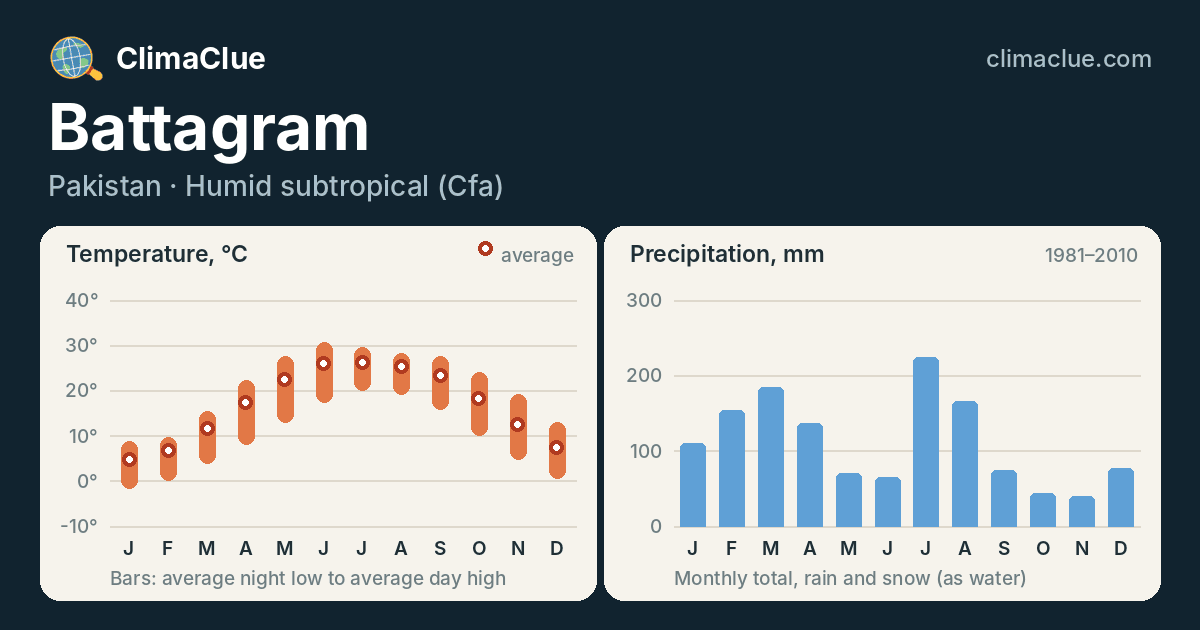 ClimaClue
climaclue.com
Battagram
Pakistan · Humid subtropical (Cfa)
Temperature, °C
average
40°
30°
20°
10°
0°
-10°
J F M A M J J A S O N D
Bars: average night low to average day high
Precipitation, mm
1981–2010
300
200
100
0
J F M A M J J A S O N D
Monthly total, rain and snow (as water)